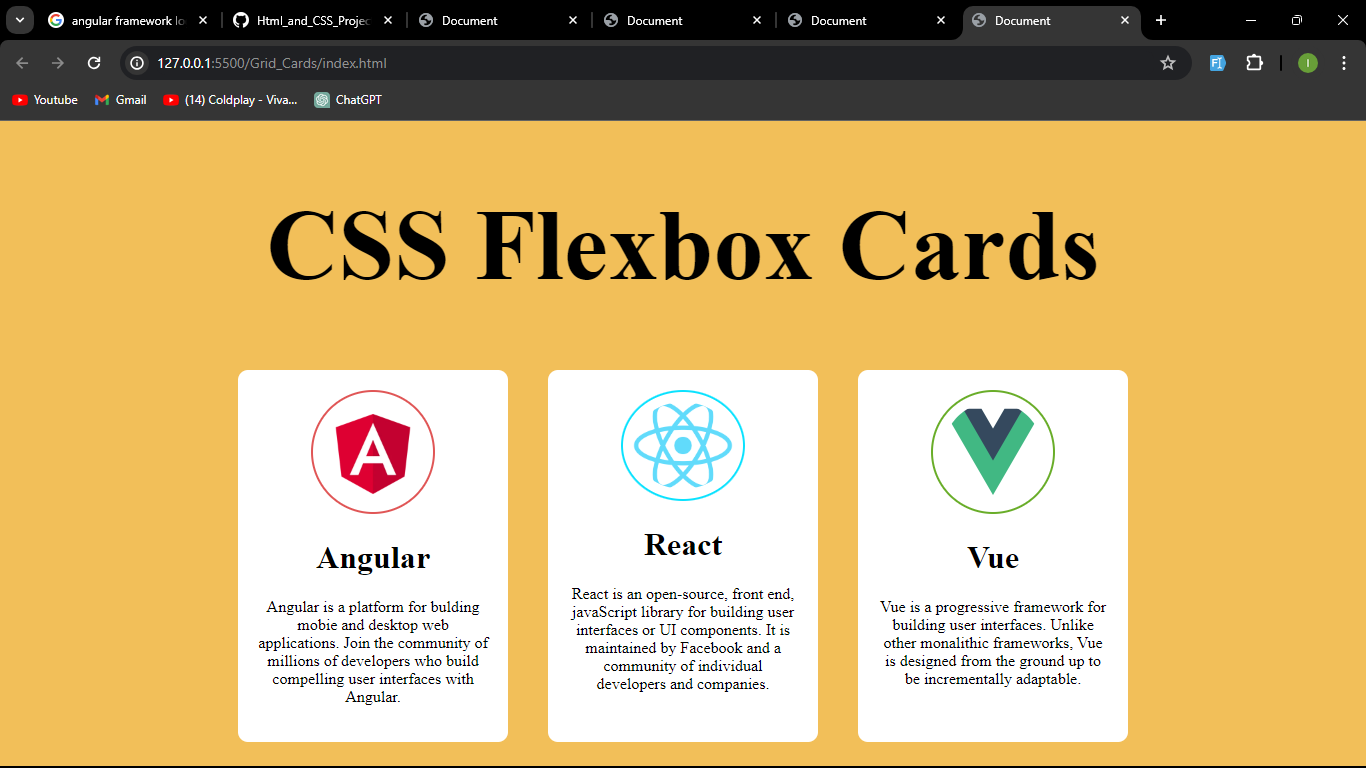 angular framework lo
Html_and_CSS_Projec
Document
Document
Document
Document
127.0.0.1:5500/Grid_Cards/index.html
FI
I
Youtube
Gmail
(14) Coldplay - Viva...
ChatGPT
CSS Flexbox Cards
A
Angular
Angular is a platform for bulding
mobie and desktop web
applications. Join the community of
millions of developers who build
compelling user interfaces with
Angular.
React
React is an open-source, front end,
javaScript library for building user
interfaces or UI components. It is
maintained by Facebook and a
community of individual
developers and companies.
Vue
Vue is a progressive framework for
building user interfaces. Unlike
other monalithic frameworks, Vue
is designed from the ground up to
be incrementally adaptable.